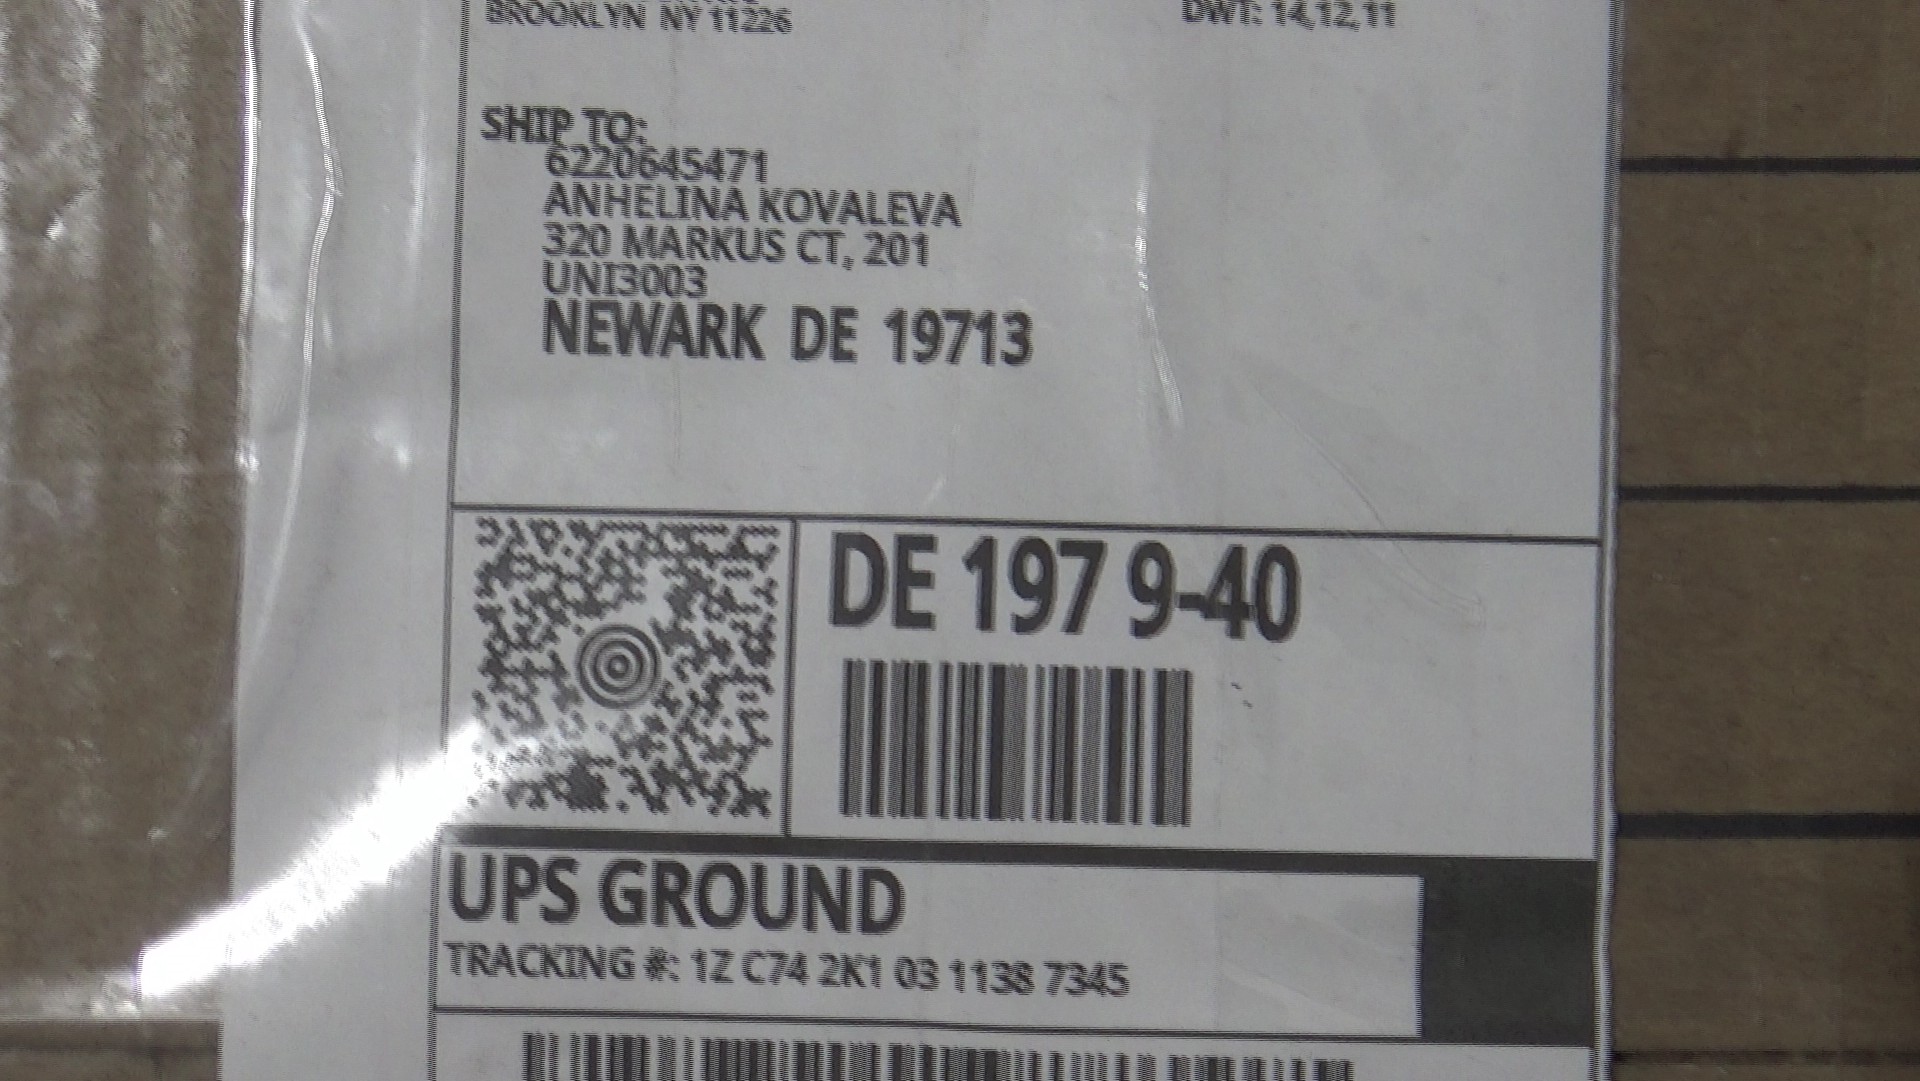 BROOKLYN NY 11226
DWT: 14,12,11
SHIP TO:
6220645471
ANHELINA KOVALEVA
320 MARKUS CT, 201
UNI3003
NEWARK DE 19713
DE 197 9-40
UPS GROUND
TRACKING #: 1Z C74 2K1 03 1138 7345